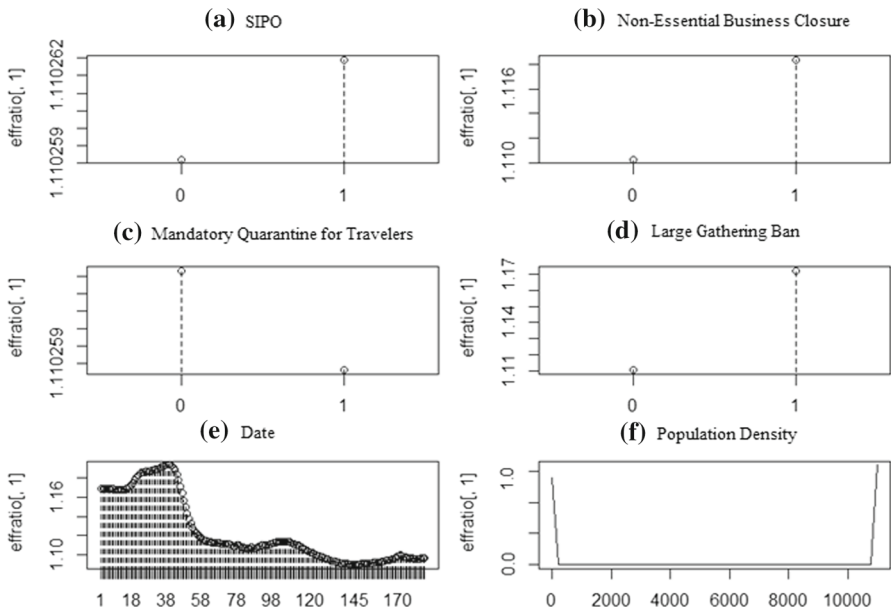 (a) SIPO
effratio[, 1]
1.110259 1.110262
0 1
(b) Non-Essential Business Closure
effratio[, 1]
1.110 1.116
0 1
(c) Mandatory Quarantine for Travelers
effratio[, 1]
1.110259
0 1
(d) Large Gathering Ban
effratio[, 1]
1.11 1.14 1.17
0 1
(e) Date
effratio[, 1]
1.10 1.16
1 18 38 58 78 98 120 145 170
(f) Population Density
effratio[, 1]
0.0 1.0
0 2000 4000 6000 8000 10000